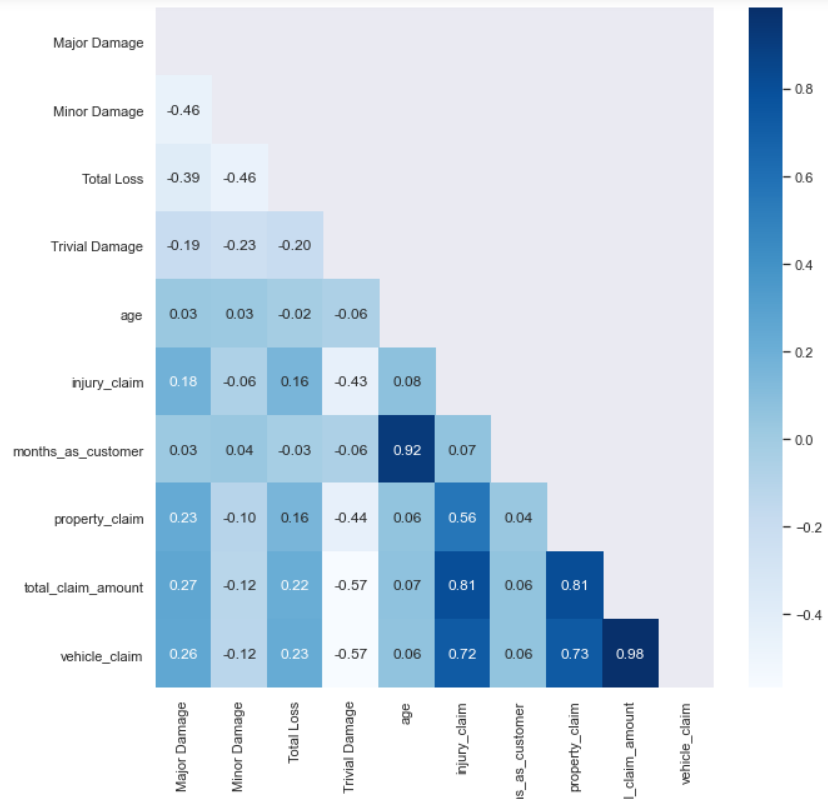 Major Damage
Minor Damage -0.46
Total Loss -0.39 -0.46
Trivial Damage -0.19 -0.23 -0.20
age 0.03 0.03 -0.02 -0.06
injury_claim 0.18 -0.06 0.16 -0.43 0.08
months_as_customer 0.03 0.04 -0.03 -0.06 0.92 0.07
property_claim 0.23 -0.10 0.16 -0.44 0.06 0.56 0.04
total_claim_amount 0.27 -0.12 0.22 -0.57 0.07 0.81 0.06 0.81
vehicle_claim 0.26 -0.12 0.23 -0.57 0.06 0.72 0.06 0.73 0.98
Major Damage
Minor Damage
Total Loss
Trivial Damage
age
injury_claim
s_as_customer
property_claim
l_claim_amount
vehicle_claim
0.8
0.6
0.4
0.2
0.0
−0.2
−0.4